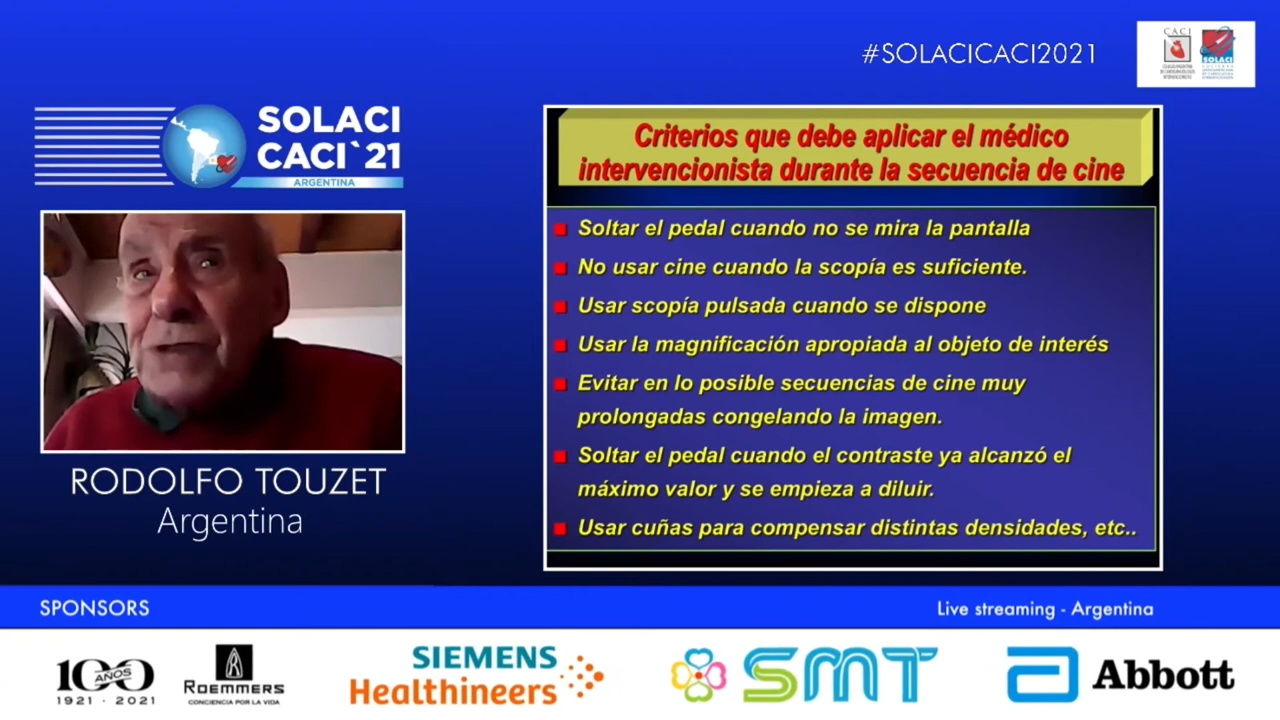 #SOLACICACI2021
CACI
SOLACI
SOLACI
CACI`21
ARGENTINA
Criterios que debe aplicar el médico
intervencionista durante la secuencia de cine
Soltar el pedal cuando no se mira la pantalla
No usar cine cuando la scopía es suficiente.
Usar scopía pulsada cuando se dispone
Usar la magnificación apropiada al objeto de interés
Evitar en lo posible secuencias de cine muy
prolongadas congelando la imagen.
Soltar el pedal cuando el contraste ya alcanzó el
máximo valor y se empieza a diluir.
Usar cuñas para compensar distintas densidades, etc..
RODOLFO TOUZET
Argentina
SPONSORS
Live streaming - Argentina
100
AÑOS
1921 - 2021
ROEMMERS
CONCIENCIA POR LA VIDA
SIEMENS
Healthineers
SMT
Abbott